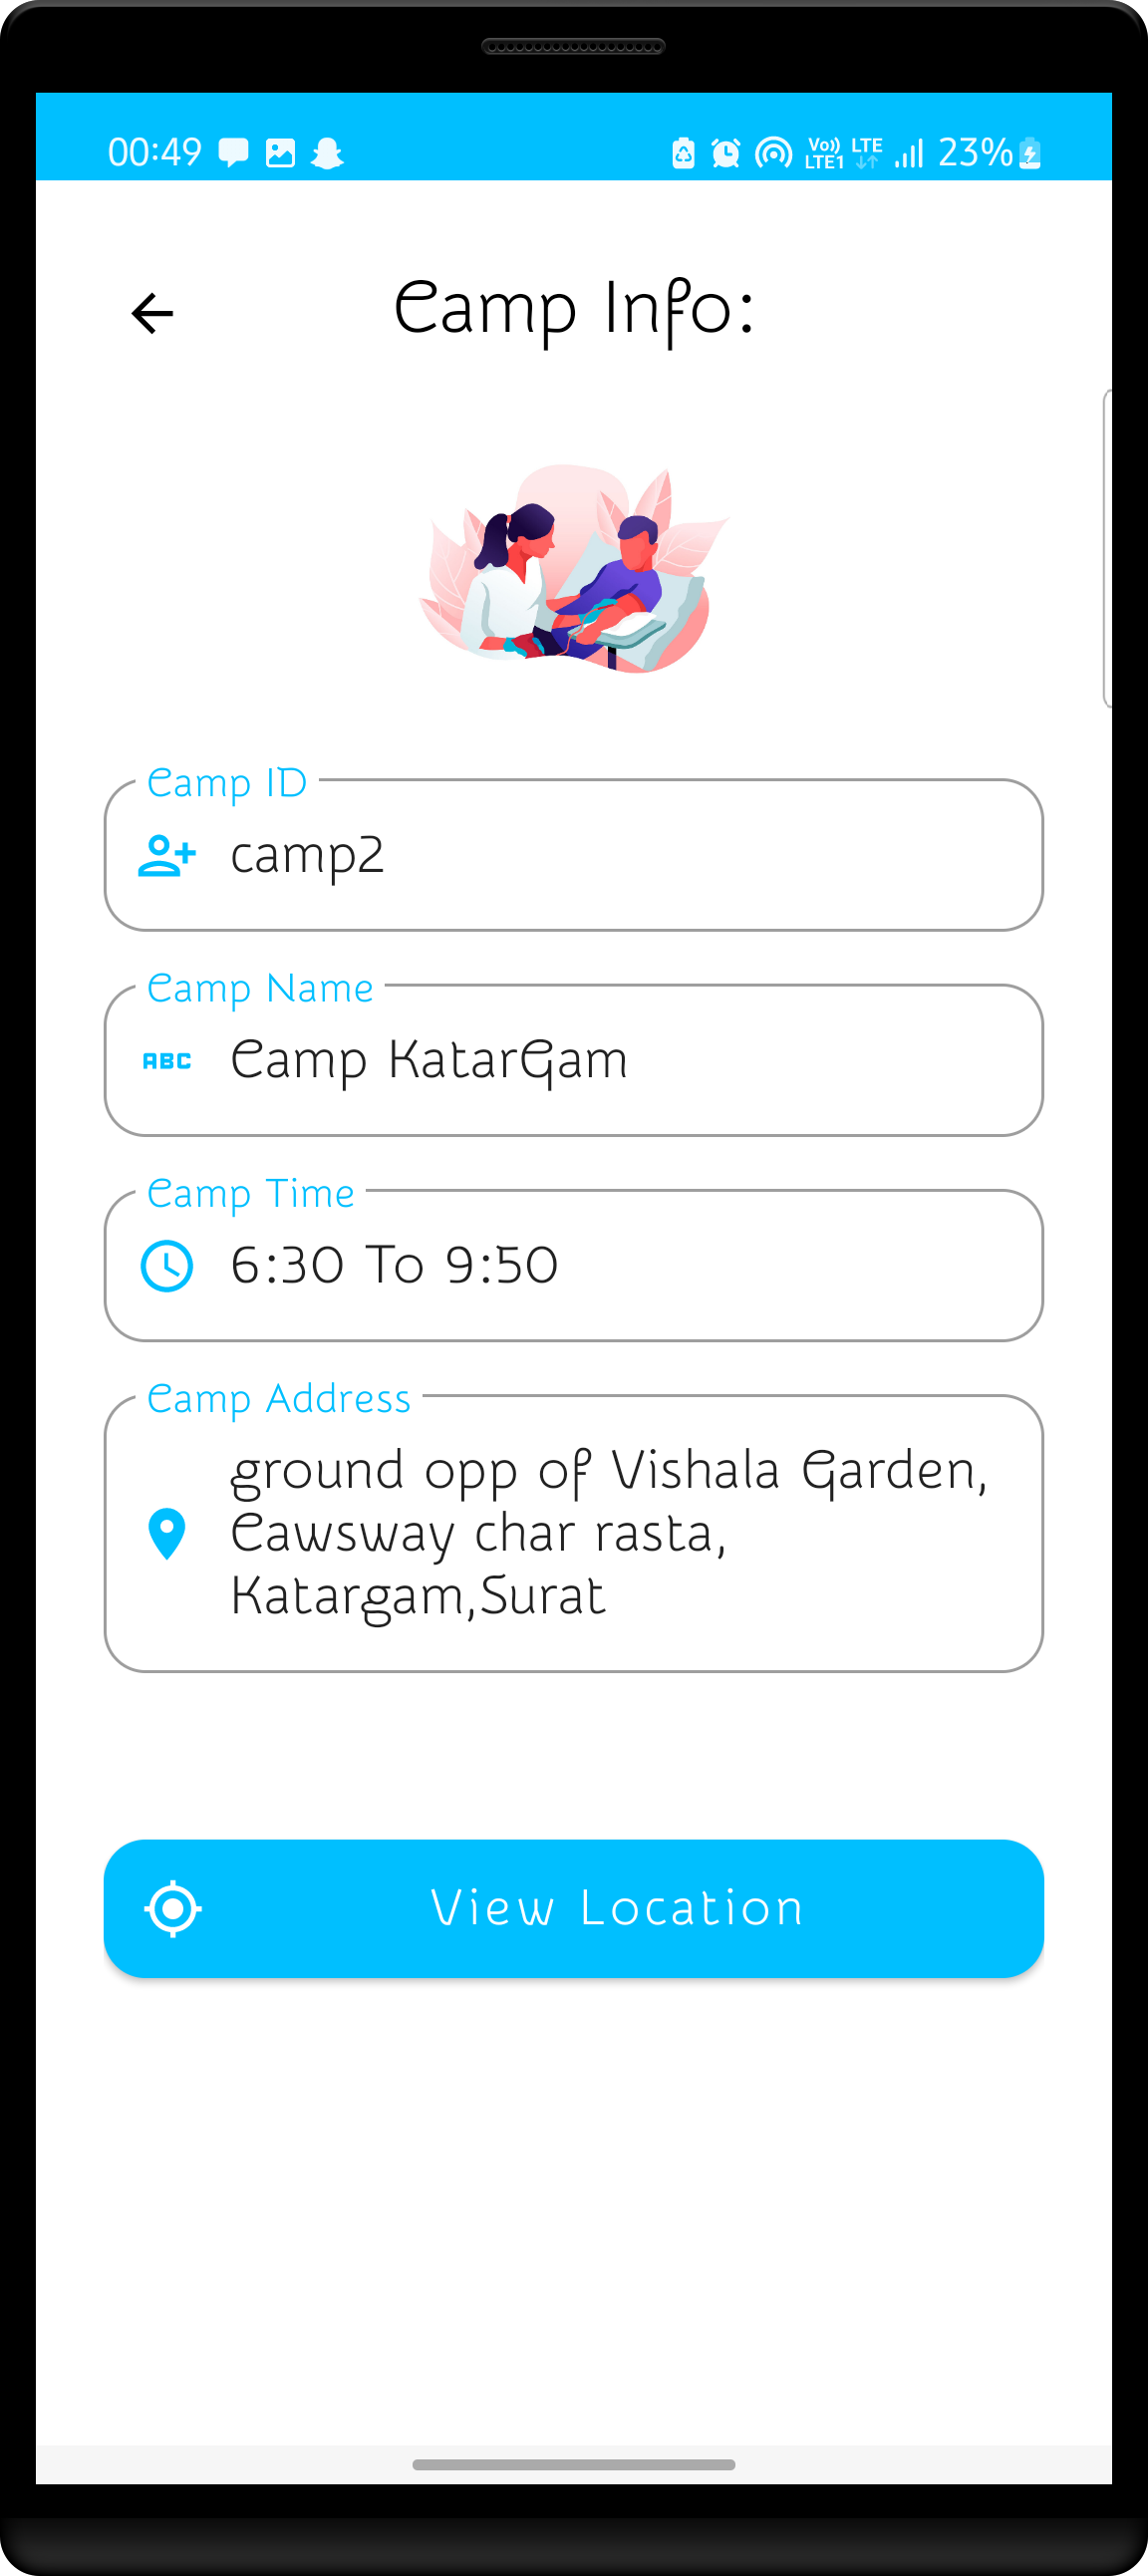 00:49 Vo)) LTE1 LTE 23%
Camp Info:
Camp ID
camp2
Camp Name
ABC Camp KatarGam
Camp Time
6:30 To 9:50
Camp Address
ground opp of Vishala Garden,
Cawsway char rasta,
Katargam,Surat
View Location